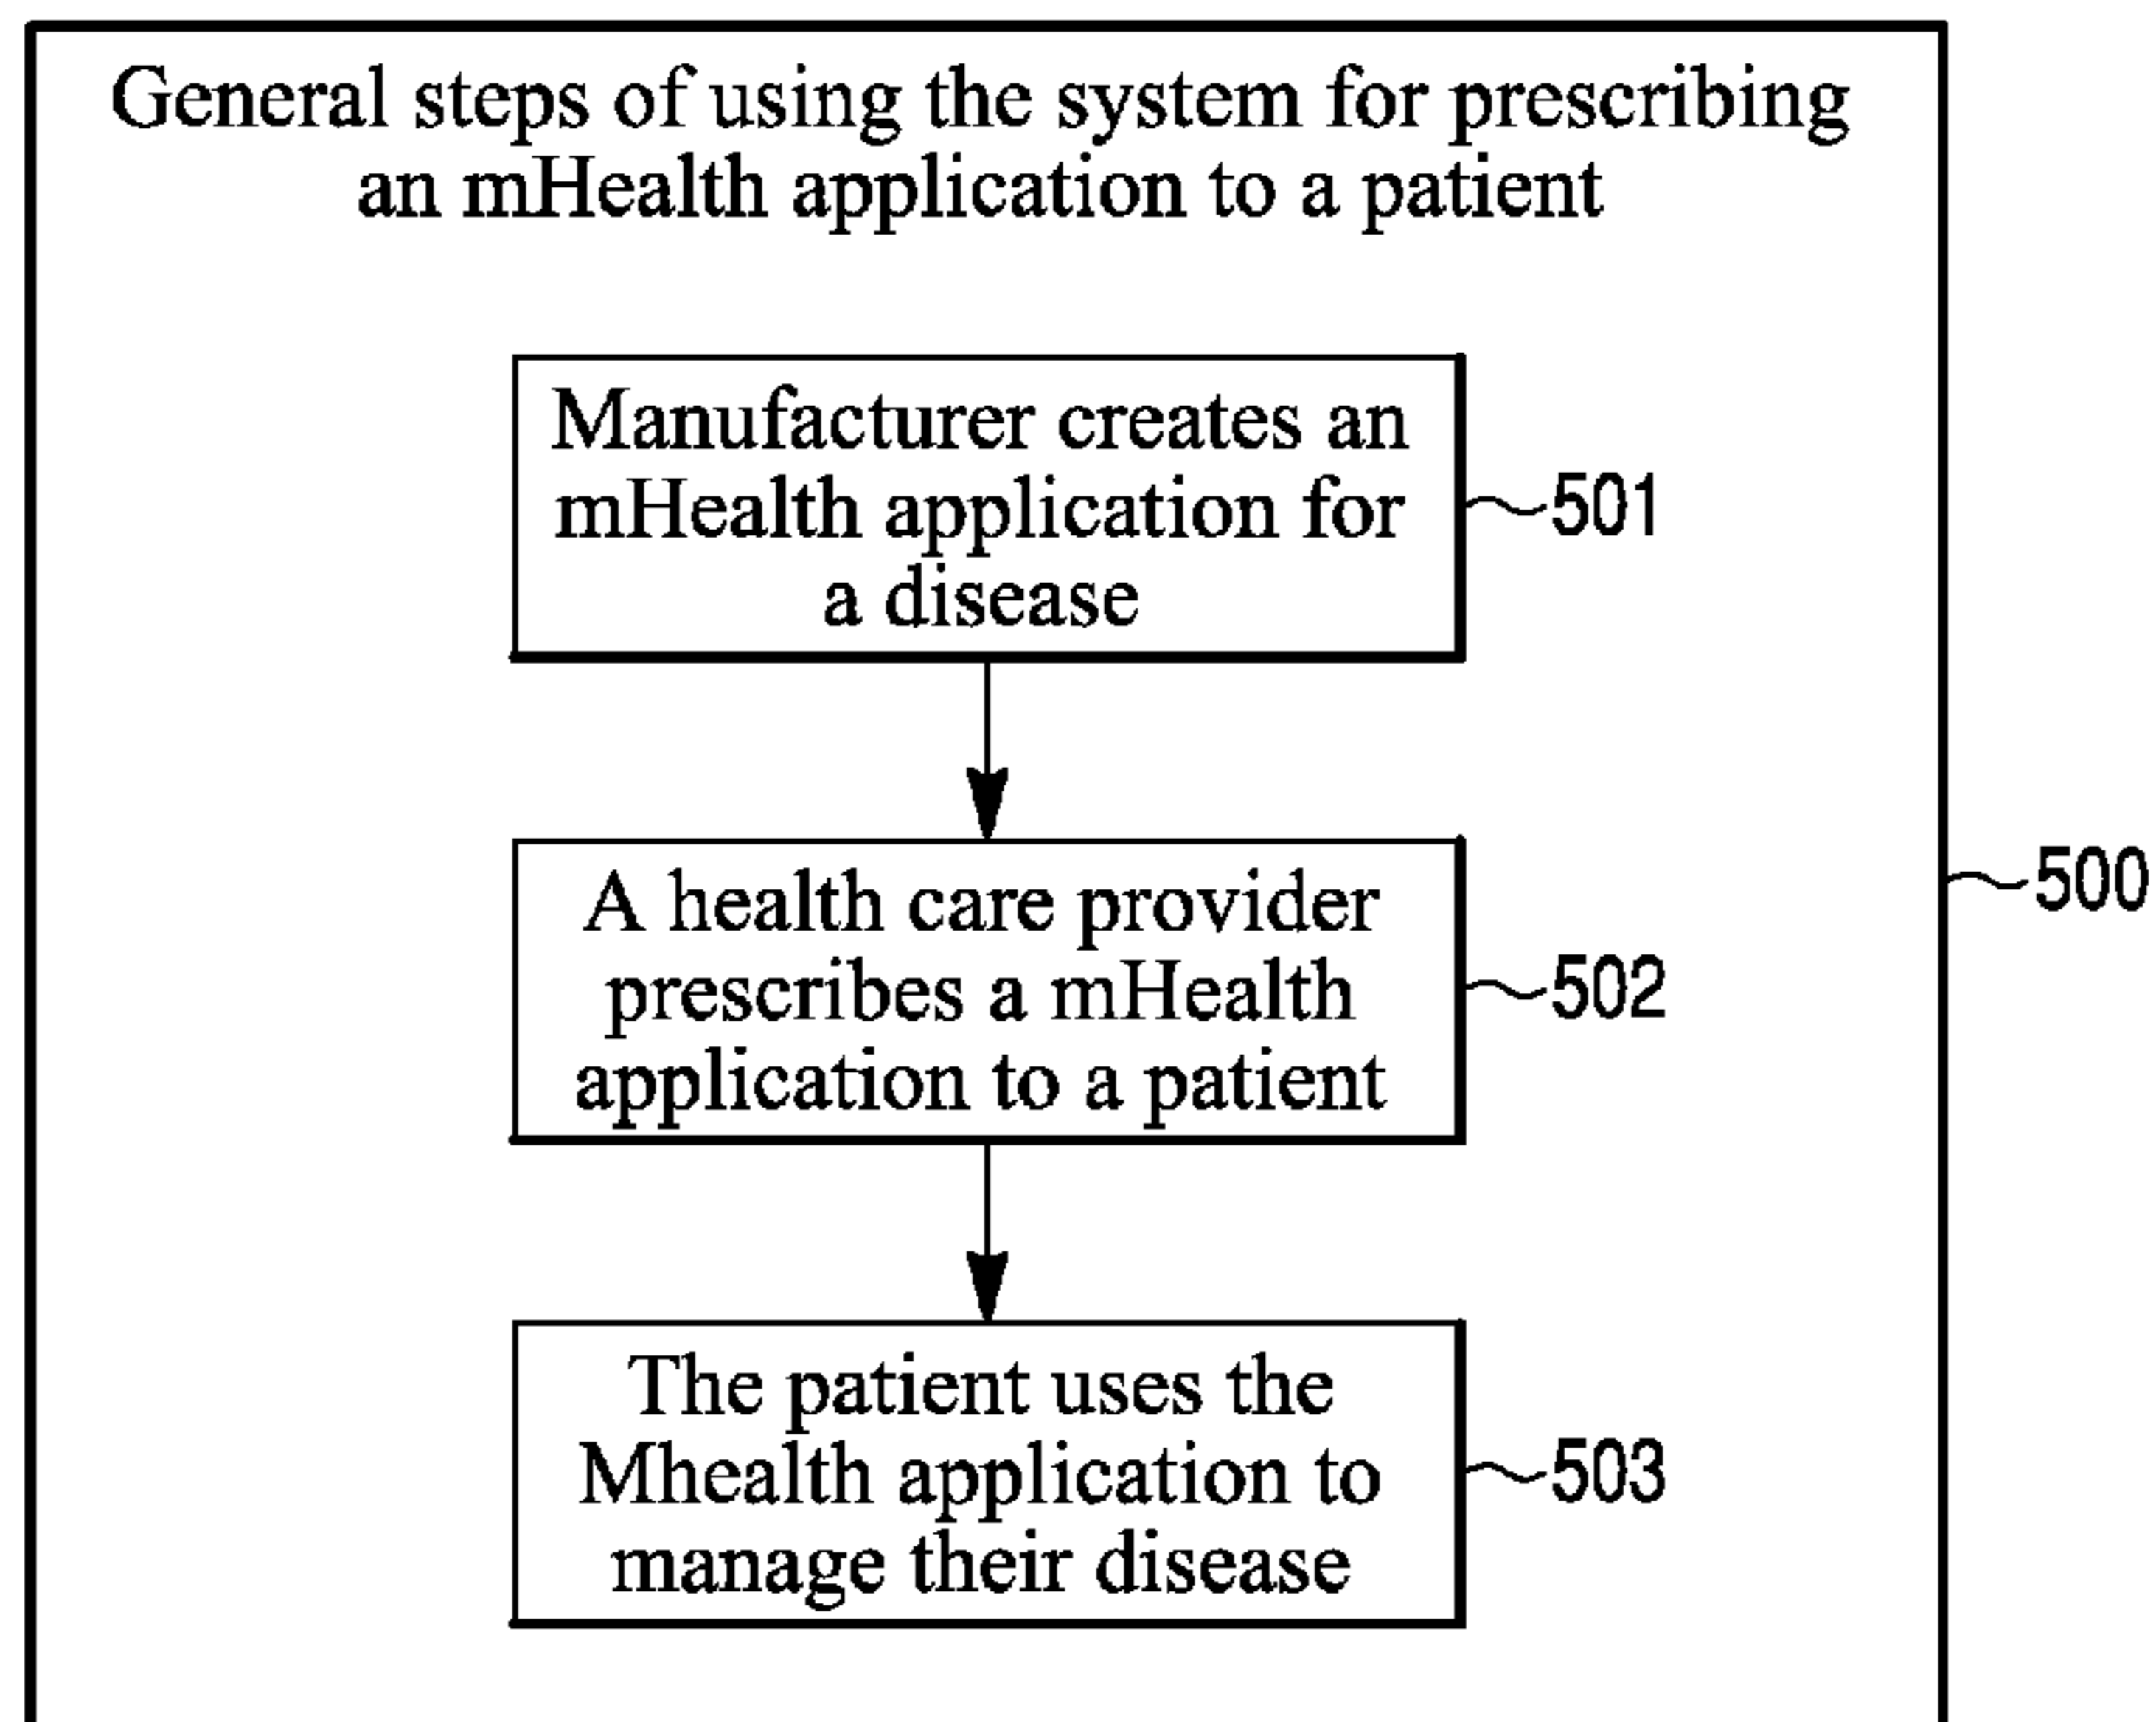 General steps of using the system for prescribing
an mHealth application to a patient
Manufacturer creates an
mHealth application for
a disease
501
A health care provider
prescribes a mHealth
application to a patient
502
500
The patient uses the
Mhealth application to
manage their disease
503